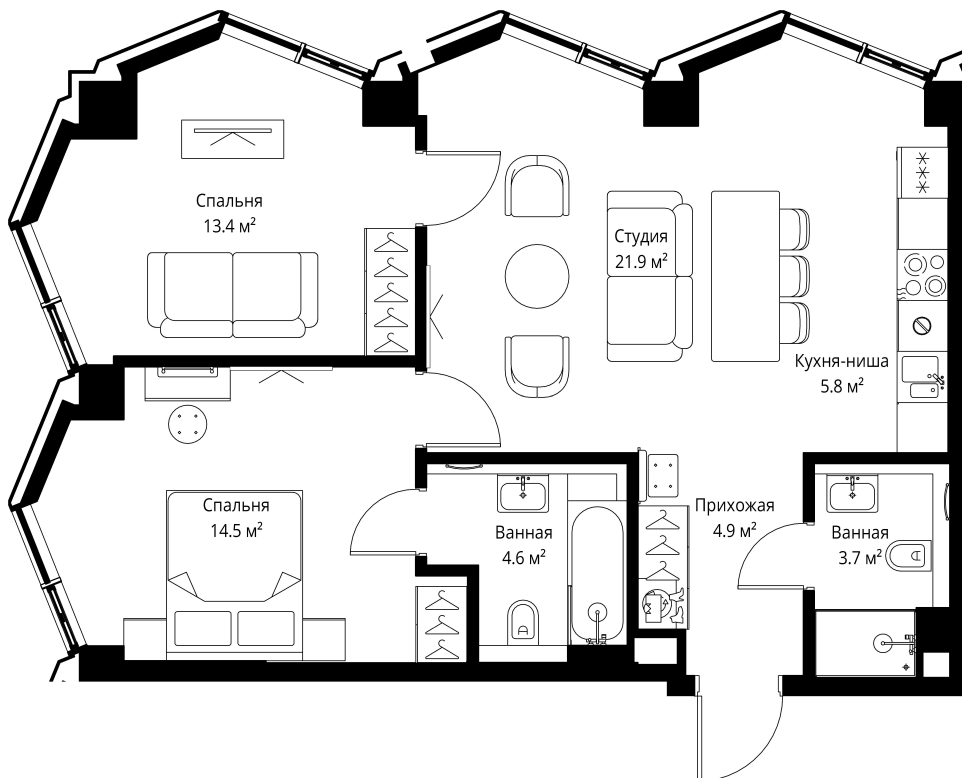 Спальня
13.4 м²
Студия
21.9 м²
Кухня-ниша
5.8 м²
Спальня
14.5 м²
Ванная
4.6 м²
Прихожая
4.9 м²
Ванная
3.7 м²